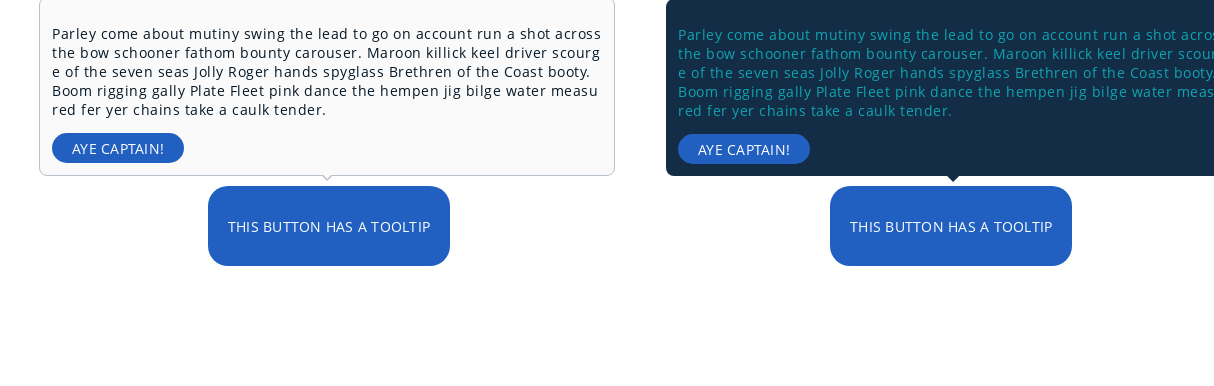 Parley come about mutiny swing the lead to go on account run a shot across
the bow schooner fathom bounty carouser. Maroon killick keel driver scourg
e of the seven seas Jolly Roger hands spyglass Brethren of the Coast booty.
Boom rigging gally Plate Fleet pink dance the hempen jig bilge water measu
red fer yer chains take a caulk tender.
AYE CAPTAIN!
THIS BUTTON HAS A TOOLTIP
Parley come about mutiny swing the lead to go on account run a shot acros
the bow schooner fathom bounty carouser. Maroon killick keel driver scour
e of the seven seas Jolly Roger hands spyglass Brethren of the Coast booty.
Boom rigging gally Plate Fleet pink dance the hempen jig bilge water meas
red fer yer chains take a caulk tender.
AYE CAPTAIN!
THIS BUTTON HAS A TOOLTIP